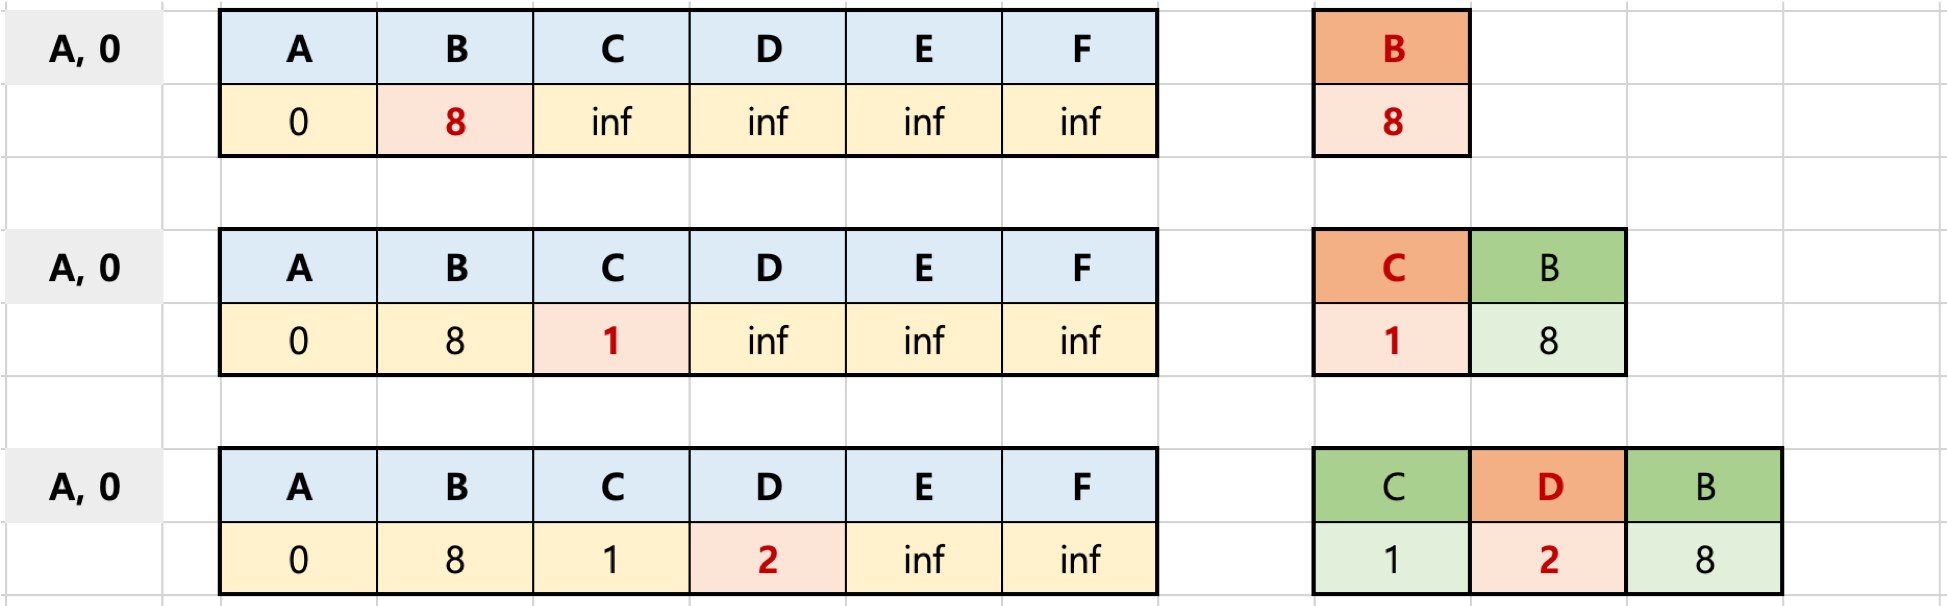 A, 0 A B C D E F B
0 8 inf inf inf inf 8
A, 0 A B C D E F C B
0 8 1 inf inf inf 1 8
A, 0 A B C D E F C D B
0 8 1 2 inf inf 1 2 8